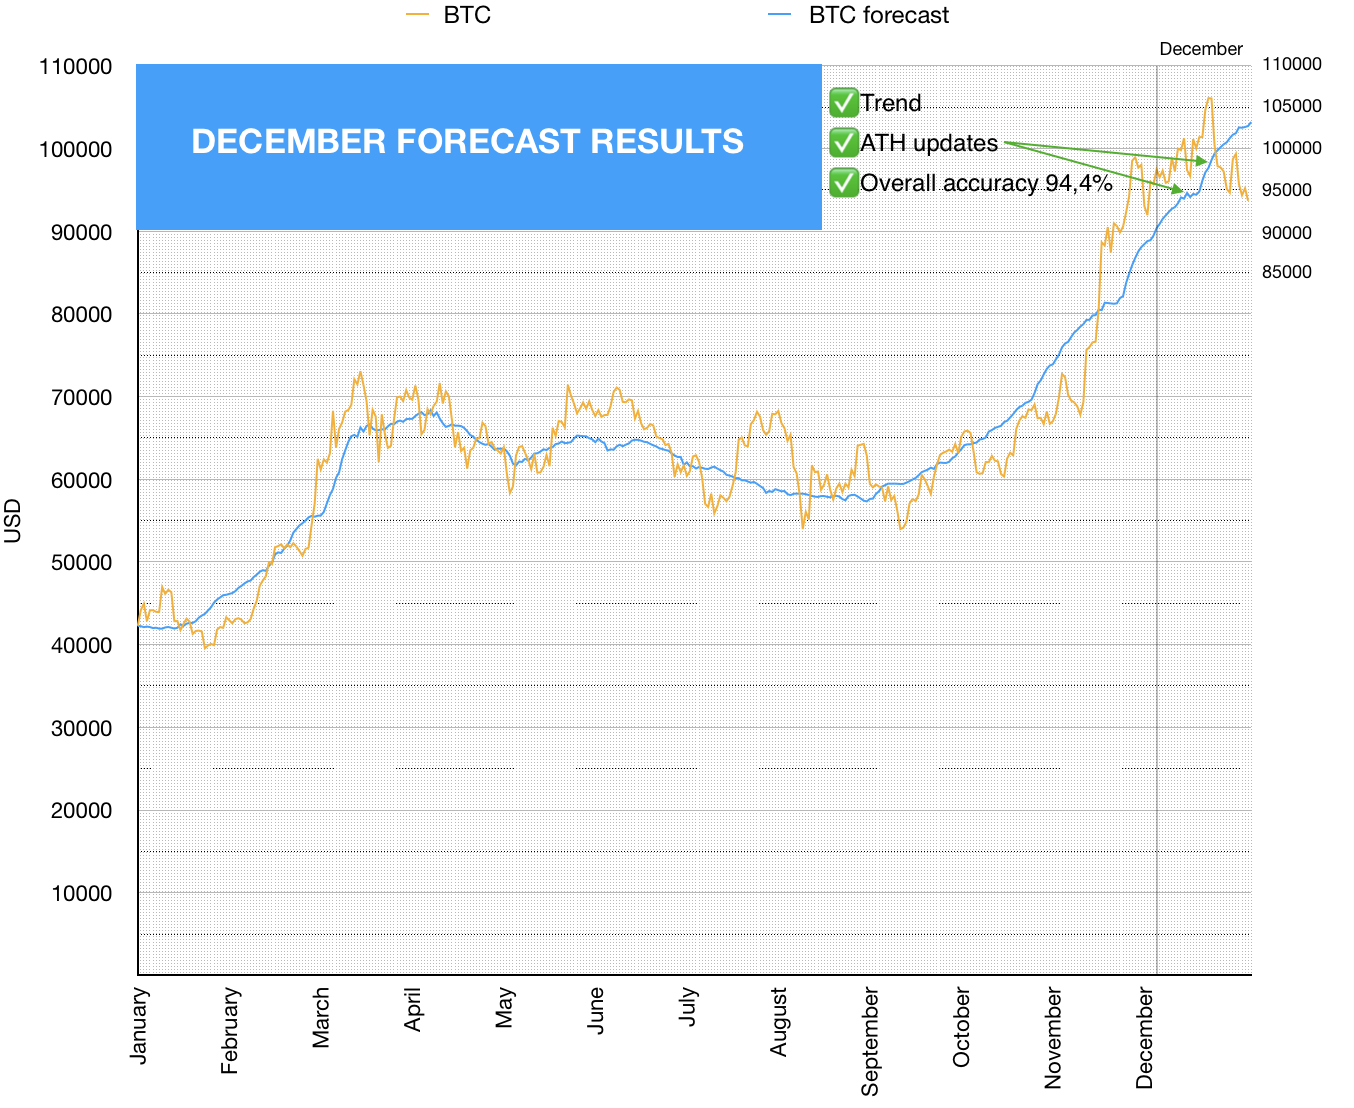 BTC
BTC forecast
December
110000
100000
90000
80000
70000
60000
50000
40000
30000
20000
10000
USD
DECEMBER FORECAST RESULTS
✅Trend
✅ATH updates
✅Overall accuracy 94,4%
110000
105000
100000
95000
90000
85000
January
February
March
April
May
June
July
August
September
October
November
December